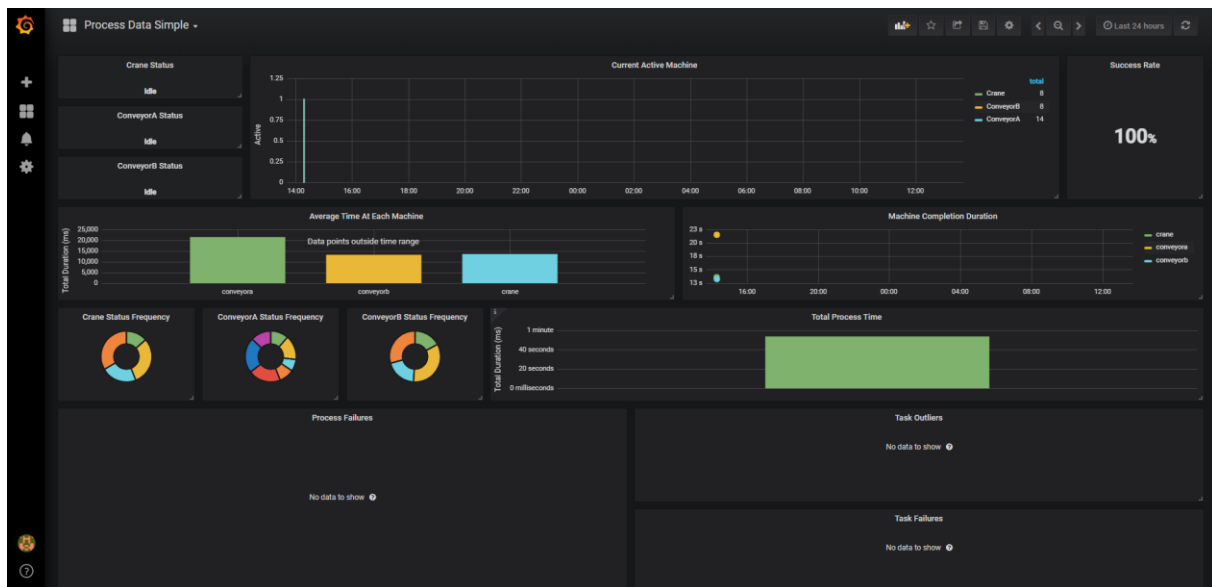 Process Data Simple
Last 24 hours
Crane Status
Idle
ConveyorA Status
Idle
ConveyorB Status
Idle
Current Active Machine
Active
1.25
1
0.75
0.5
0.25
0
14:00 16:00 18:00 20:00 22:00 00:00 02:00 04:00 06:00 08:00 10:00 12:00
total
Crane 8
ConveyorB 8
ConveyorA 14
Success Rate
100%
Average Time At Each Machine
Total Duration (ms)
25,000
20,000
15,000
10,000
5,000
0
Data points outside time range
conveyora conveyorb crane
Machine Completion Duration
23 s
20 s
18 s
15 s
13 s
16:00 20:00 00:00 04:00 08:00 12:00
crane
conveyora
conveyorb
Crane Status Frequency
ConveyorA Status Frequency
ConveyorB Status Frequency
i
Total Process Time
Total Duration (ms)
1 minute
40 seconds
20 seconds
0 milliseconds
Process Failures
No data to show
Task Outliers
No data to show
Task Failures
No data to show